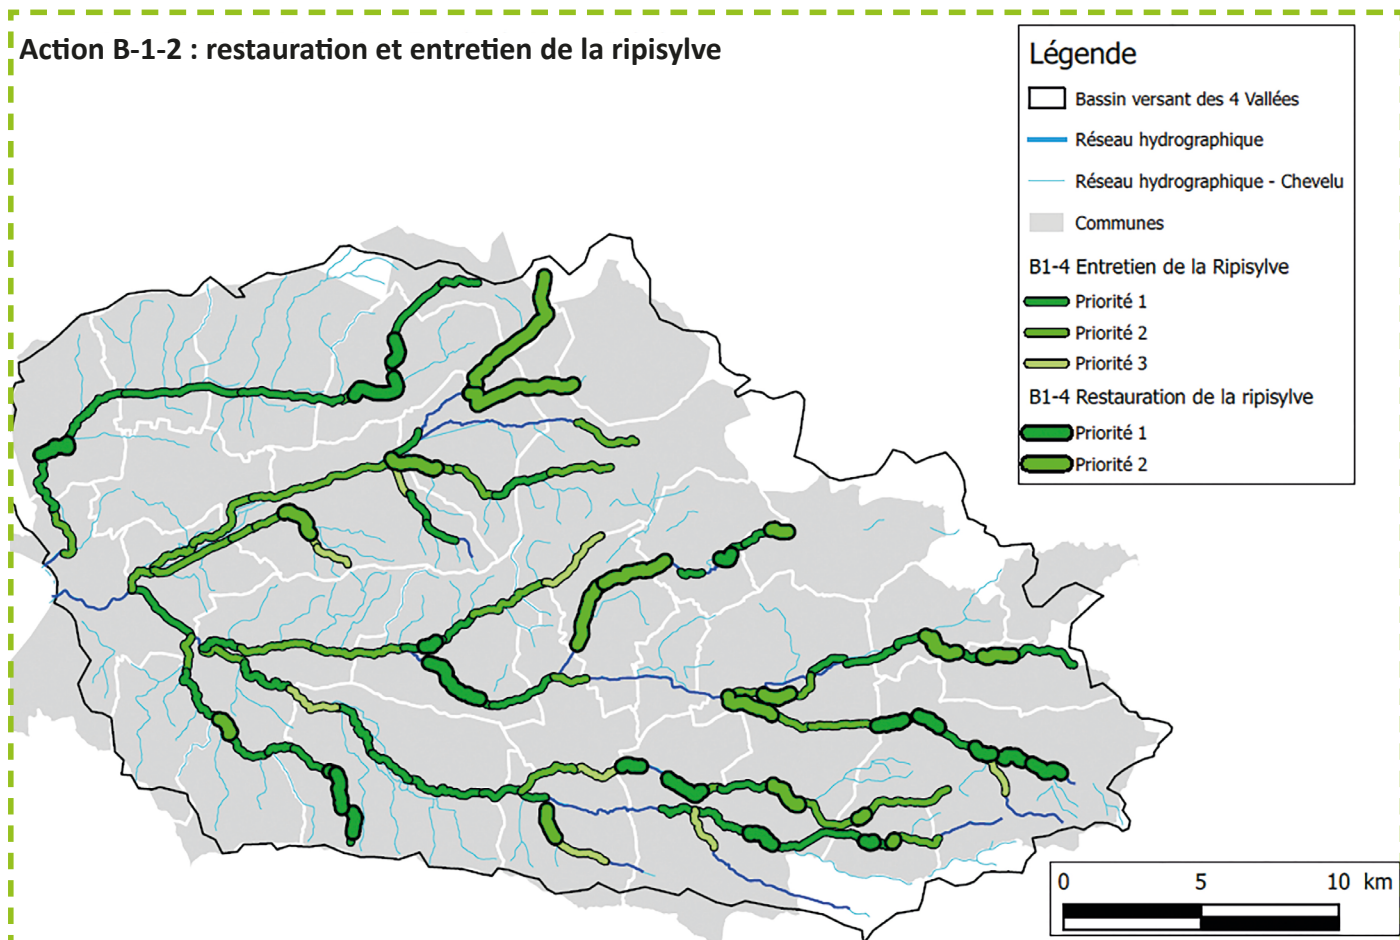 Action B-1-2 : restauration et entretien de la ripisylve
Légende
Bassin versant des 4 Vallées
Réseau hydrographique
Réseau hydrographique - Chevelu
Communes
B1-4 Entretien de la Ripisylve
Priorité 1
Priorité 2
Priorité 3
B1-4 Restauration de la ripisylve
Priorité 1
Priorité 2
0 5 10 km